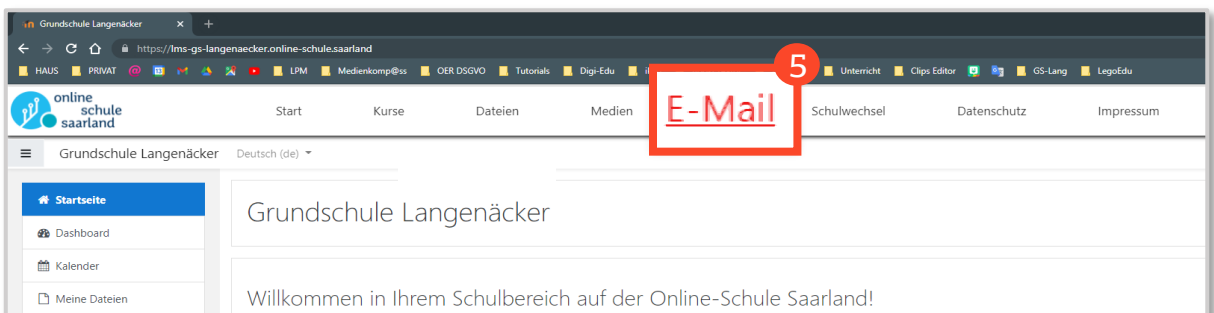 Grundschule Langenäcker
https://lms-gs-langenaecker.online-schule.saarland
HAUS PRIVAT LPM Medienkomp@ss OER DSGVO Tutorials Digi-Edu Unterricht Clips Editor GS-Lang LegoEdu
5
online
schule
saarland
Start Kurse Dateien Medien E-Mail Schulwechsel Datenschutz Impressum
Grundschule Langenäcker Deutsch (de)
Startseite
Dashboard
Kalender
Meine Dateien
Grundschule Langenäcker
Willkommen in Ihrem Schulbereich auf der Online-Schule Saarland!